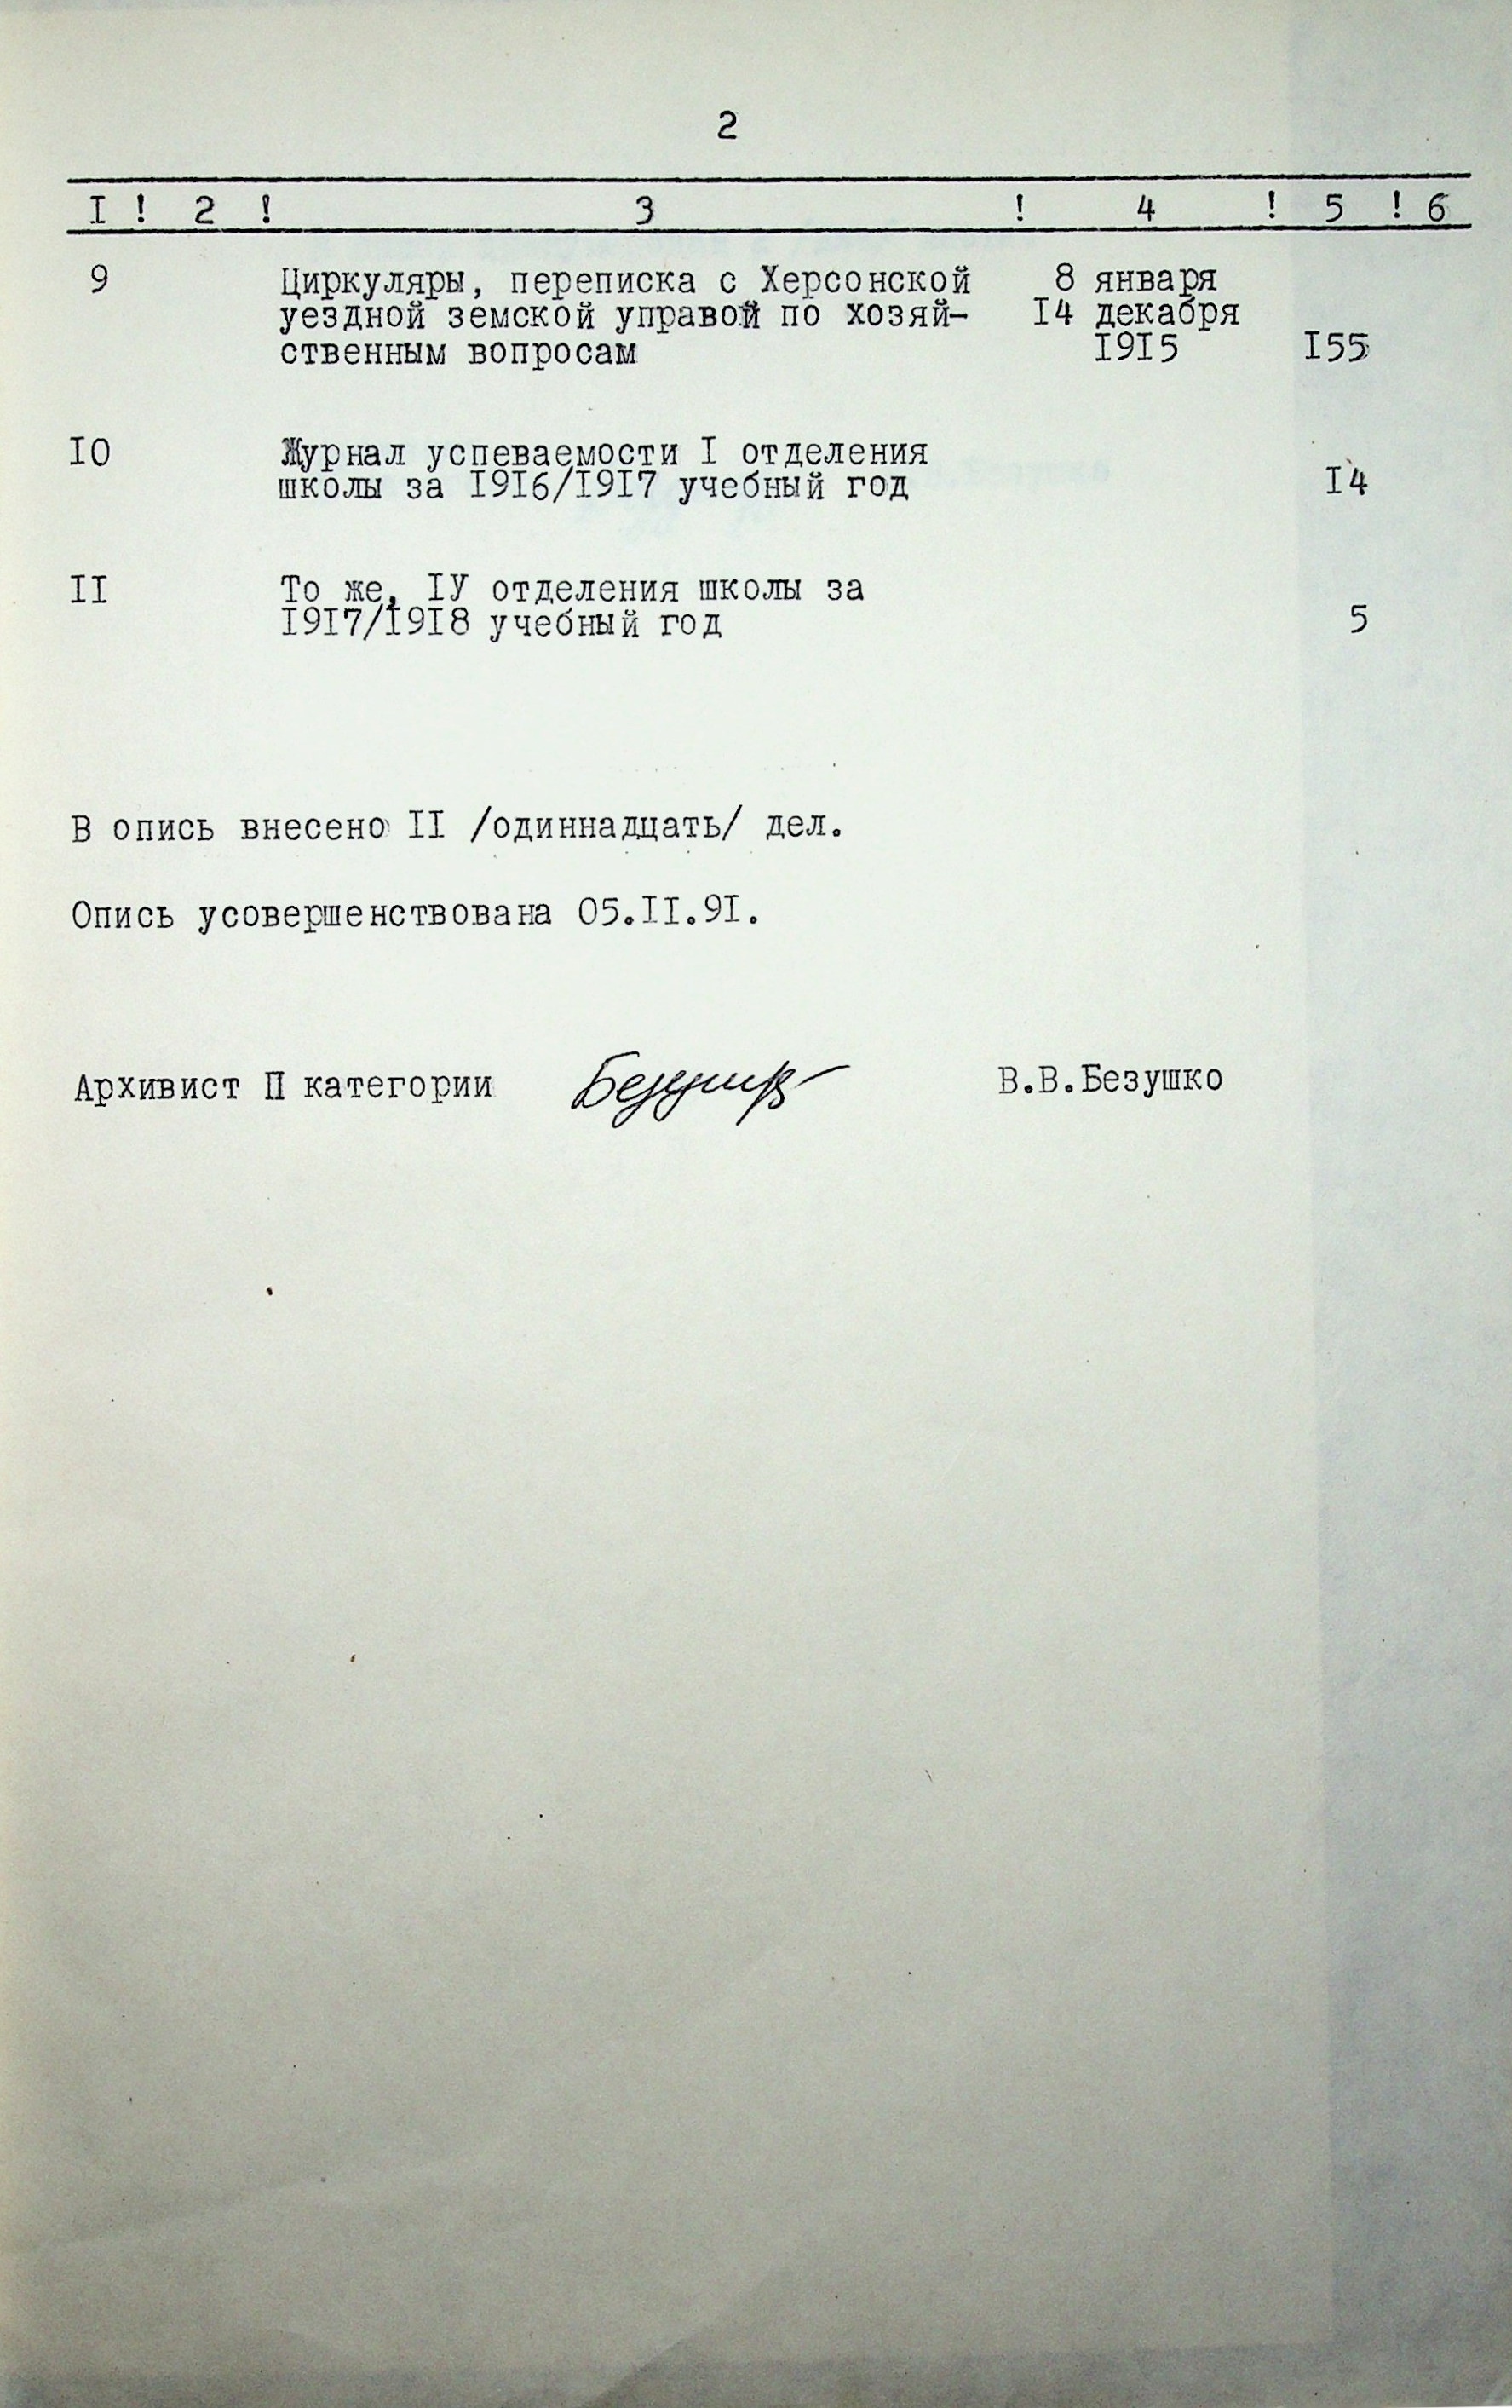 2
I ! 2 ! 3 ! 4 ! 5 ! 6
9 Циркуляры, переписка с Херсонской 8 января
уездной земской управой по хозяй- I4 декабря
ственным вопросам I9I5 I55
IO Журнал успеваемости I отделения
школы за I9I6/I9I7 учебный год I4
II То же, IУ отделения школы за
I9I7/I9I8 учебный год 5
В опись внесено II /одиннадцать/ дел.
Опись усовершенствована 05.II.9I.
Архивист П категории В.В.Безушко